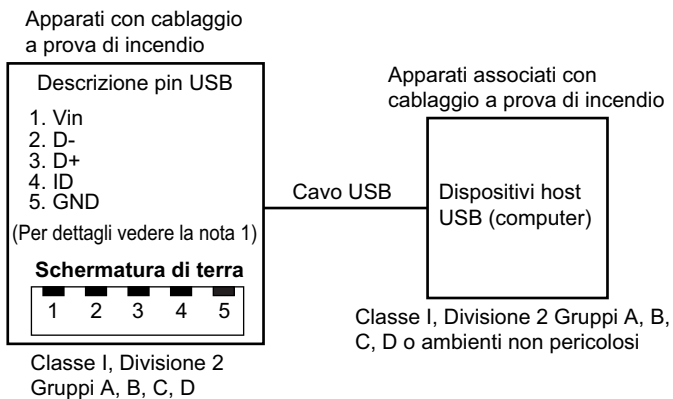 Apparati con cablaggio
a prova di incendio
Descrizione pin USB
1. Vin
2. D-
3. D+
4. ID
5. GND
(Per dettagli vedere la nota 1)
Schermatura di terra
1 2 3 4 5
Classe I, Divisione 2
Gruppi A, B, C, D
Cavo USB
Apparati associati con
cablaggio a prova di incendio
Dispositivi host
USB (computer)
Classe I, Divisione 2 Gruppi A, B,
C, D o ambienti non pericolosi